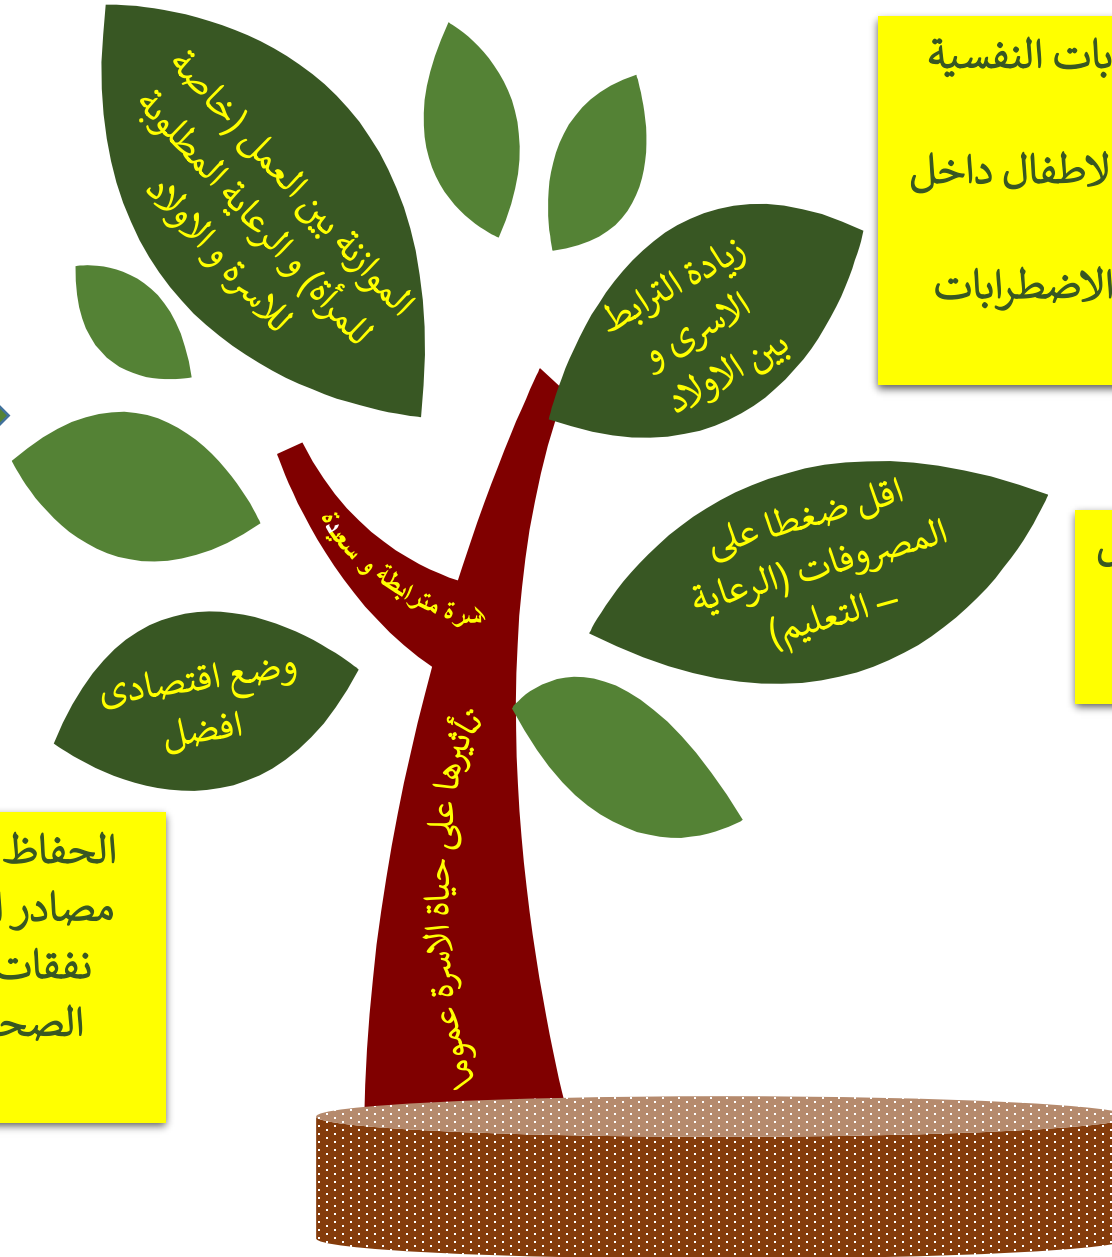 الموازنة بين العمل (خاصة
للمرأة) و الرعاية المطلوبة
للاسرة و الاولاد
زيادة الترابط
الاسرى و
بين الاولاد
اقل ضغطا على
المصروفات (الرعاية
– التعليم)
وضع اقتصادى
افضل
سرة مترابطة و سعيدة
تأثيرها على حياة الاسرة عموما
بات النفسية
لاطفال داخل
الاضطرابات
الحفاظ
مصادر
نفقات
الصح